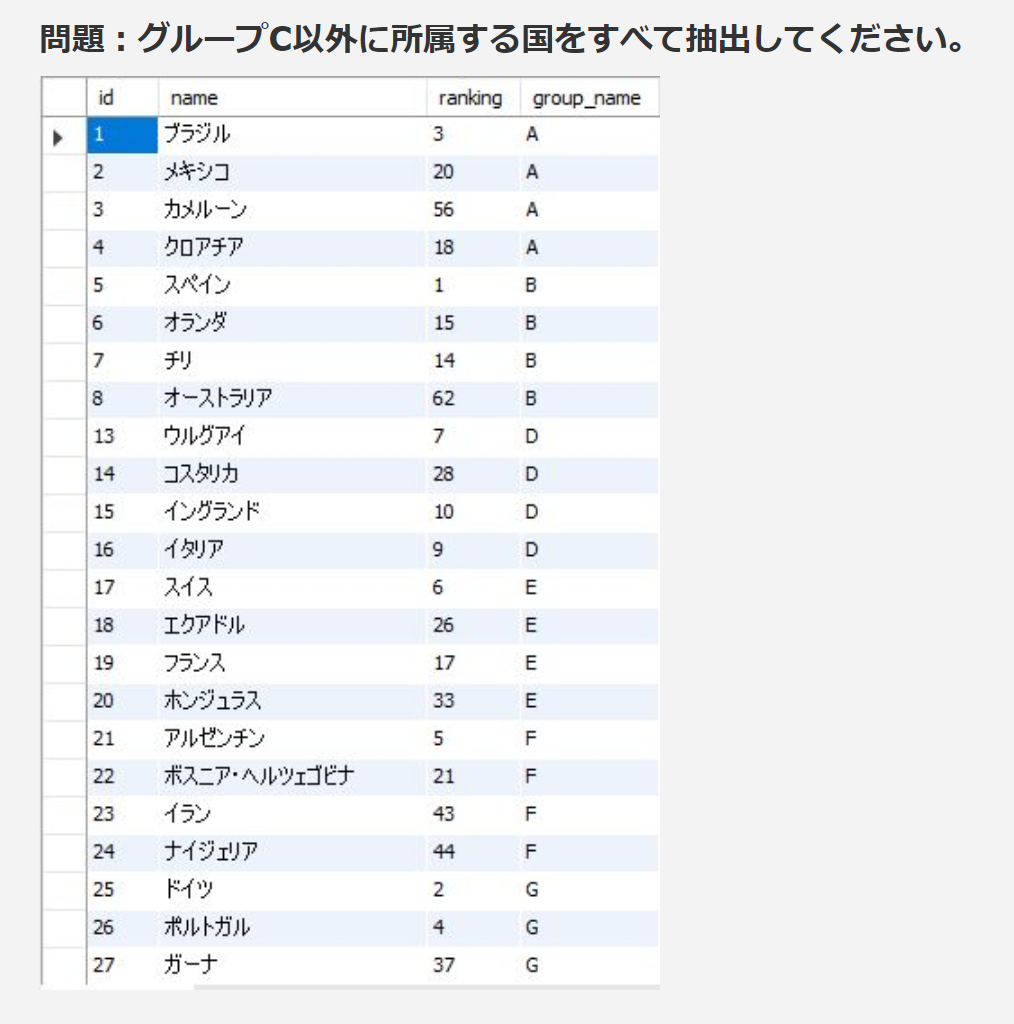 問題：グループC以外に所属する国をすべて抽出してください。
id name ranking group_name
1 ブラジル 3 A
2 メキシコ 20 A
3 カメルーン 56 A
4 クロアチア 18 A
5 スペイン 1 B
6 オランダ 15 B
7 チリ 14 B
8 オーストラリア 62 B
13 ウルグアイ 7 D
14 コスタリカ 28 D
15 イングランド 10 D
16 イタリア 9 D
17 スイス 6 E
18 エクアドル 26 E
19 フランス 17 E
20 ホンジュラス 33 E
21 アルゼンチン 5 F
22 ボスニア・ヘルツェゴビナ 21 F
23 イラン 43 F
24 ナイジェリア 44 F
25 ドイツ 2 G
26 ポルトガル 4 G
27 ガーナ 37 G